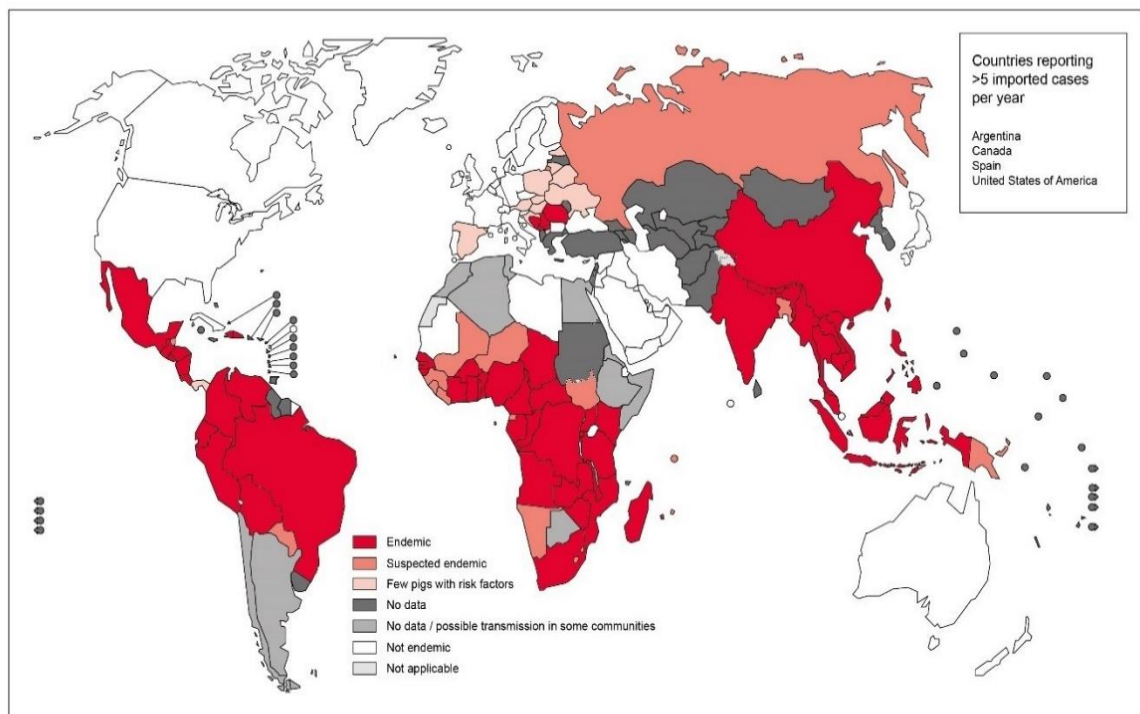 Countries reporting
>5 imported cases
per year
Argentina
Canada
Spain
United States of America
Endemic
Suspected endemic
Few pigs with risk factors
No data
No data / possible transmission in some communities
Not endemic
Not applicable